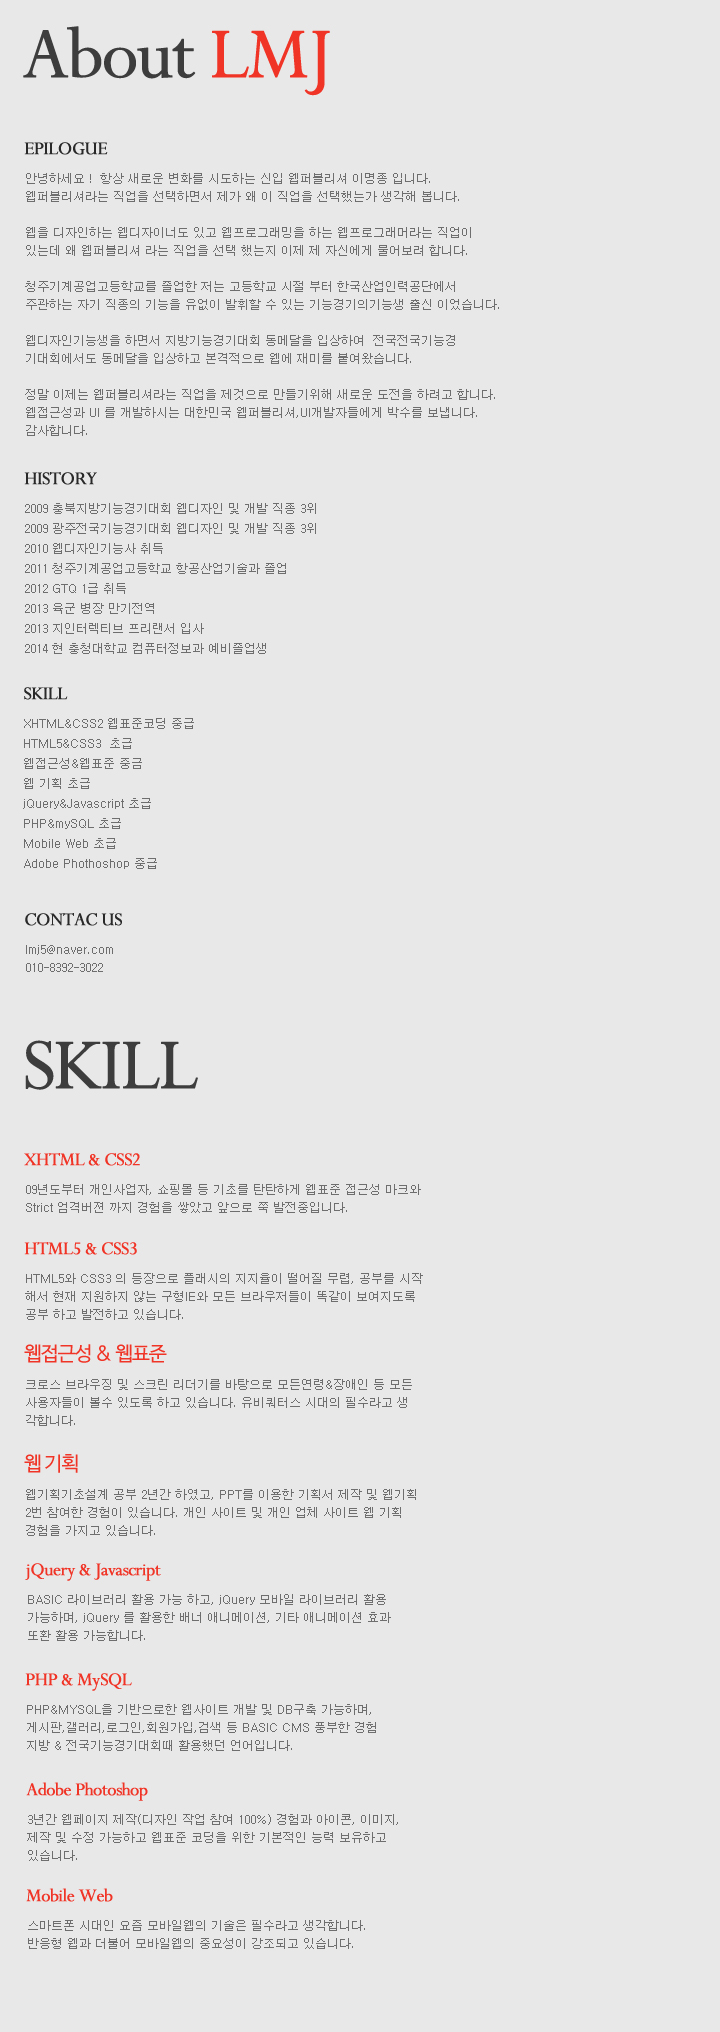 About LMJ
EPILOGUE
안녕하세요 ! 항상 새로운 변화를 시도하는 신입 웹퍼블리셔 이명종 입니다.
웹퍼블리셔라는 직업을 선택하면서 제가 왜 이 직업을 선택했는가 생각해 봅니다.
웹을 디자인하는 웹디자이너도 있고 웹프로그래밍을 하는 웹프로그래머라는 직업이
있는데 왜 웹퍼블리셔 라는 직업을 선택 했는지 이제 제 자신에게 물어보려 합니다.
청주기계공업고등학교를 졸업한 저는 고등학교 시절 부터 한국산업인력공단에서
주관하는 자기 직종의 기능을 유없이 발휘할 수 있는 기능경기의기능생 출신 이었습니다.
웹디자인기능생을 하면서 지방기능경기대회 동메달을 입상하여 전국전국기능경
기대회에서도 동메달을 입상하고 본격적으로 웹에 재미를 붙여왔습니다.
정말 이제는 웹퍼블리셔라는 직업을 제것으로 만들기위해 새로운 도전을 하려고 합니다.
웹접근성과 UI 를 개발하시는 대한민국 웹퍼블리셔,UI개발자들에게 박수를 보냅니다.
감사합니다.
HISTORY
2009 충북지방기능경기대회 웹디자인 및 개발 직종 3위
2009 광주전국기능경기대회 웹디자인 및 개발 직종 3위
2010 웹디자인기능사 취득
2011 청주기계공업고등학교 항공산업기술과 졸업
2012 GTQ 1급 취득
2013 육군 병장 만기전역
2013 지인터렉티브 프리랜서 입사
2014 현 충청대학교 컴퓨터정보과 예비졸업생
SKILL
XHTML&CSS2 웹표준코딩 중급
HTML5&CSS3 초급
웹접근성&웹표준 중금
웹 기획 초급
jQuery&Javascript 초급
PHP&mySQL 초급
Mobile Web 초급
Adobe Phothoshop 중급
CONTAC US
lmj5@naver.com
010-8392-3022
SKILL
XHTML & CSS2
09년도부터 개인사업자, 쇼핑몰 등 기초를 탄탄하게 웹표준 접근성 마크와
Strict 엄격버젼 까지 경험을 쌓았고 앞으로 쭉 발전중입니다.
HTML5 & CSS3
HTML5와 CSS3 의 등장으로 플래시의 지지율이 떨어질 무렵, 공부를 시작
해서 현재 지원하지 않는 구형IE와 모든 브라우저들이 똑같이 보여지도록
공부 하고 발전하고 있습니다.
웹접근성 & 웹표준
크로스 브라우징 및 스크린 리더기를 바탕으로 모든연령&장애인 등 모든
사용자들이 볼수 있도록 하고 있습니다. 유비쿼터스 시대의 필수라고 생
각합니다.
웹 기획
웹기획기초설계 공부 2년간 하였고, PPT를 이용한 기획서 제작 및 웹기획
2번 참여한 경험이 있습니다. 개인 사이트 및 개인 업체 사이트 웹 기획
경험을 가지고 있습니다.
jQuery & Javascript
BASIC 라이브러리 활용 가능 하고, jQuery 모바일 라이브러리 활용
가능하며, jQuery 를 활용한 배너 애니메이션, 기타 애니메이션 효과
또환 활용 가능합니다.
PHP & MySQL
PHP&MYSQL을 기반으로한 웹사이트 개발 및 DB구축 가능하며,
게시판,갤러리,로그인,회원가입,검색 등 BASIC CMS 풍부한 경험
지방 & 전국기능경기대회때 활용했던 언어입니다.
Adobe Photoshop
3년간 웹페이지 제작(디자인 작업 참여 100%) 경험과 아이콘, 이미지,
제작 및 수정 가능하고 웹표준 코딩을 위한 기본적인 능력 보유하고
있습니다.
Mobile Web
스마트폰 시대인 요즘 모바일웹의 기술은 필수라고 생각합니다.
반응형 웹과 더불어 모바일웹의 중요성이 강조되고 있습니다.